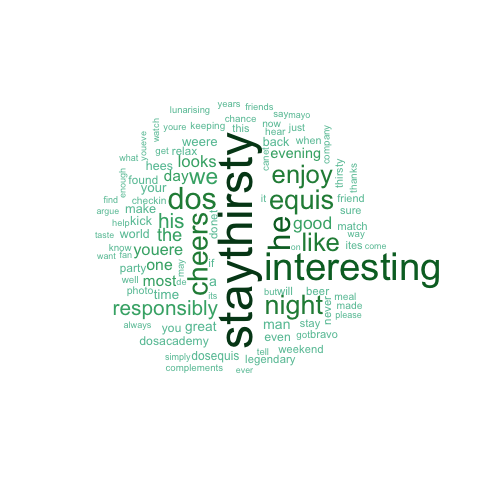 years friends
lunarising chance saymayo
youre keeping this now hear just
watch youeve weere back when company
what get relax looks evening canet
hees day we enjoy thirsty thanks
enough found your dos equis friend
find checkin it sure
argue make his cheers staythirsty he good match
help kick donet like way
taste world the
know youere on ites come
want fan one if interesting
well party most may de a
photo time its night butwill beer never meal
responsibly made
always you great man stay please
dosacademy even gotbravo
simply dosequis tell weekend
complements legendary
ever